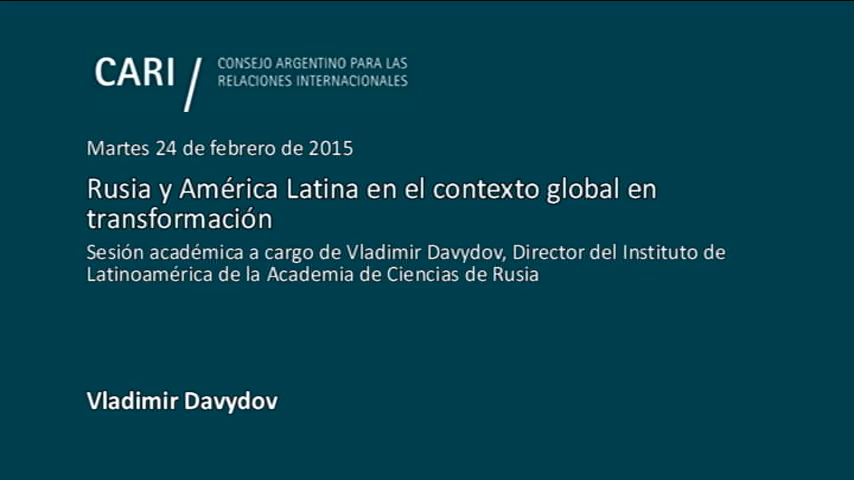 CARI/
CONSEJO ARGENTINO PARA LAS
RELACIONES INTERNACIONALES
Martes 24 de febrero de 2015
Rusia y América Latina en el contexto global en
transformación
Sesión académica a cargo de Vladimir Davydov, Director del Instituto de
Latinoamérica de la Academia de Ciencias de Rusia
Vladimir Davydov